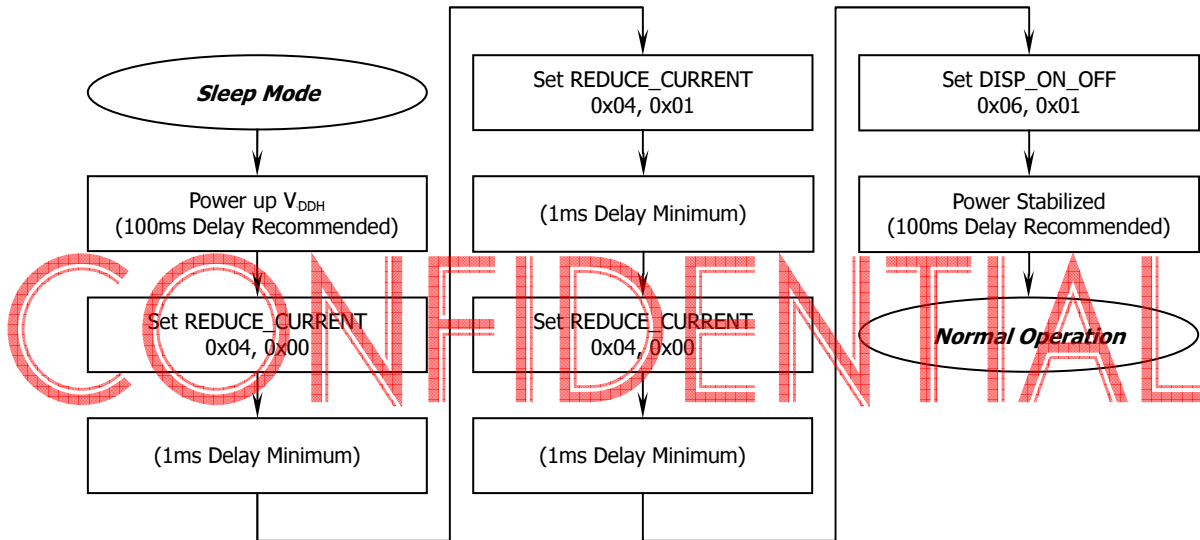 Sleep Mode
Power up VDDH
(100ms Delay Recommended)
Set REDUCE_CURRENT
0x04, 0x00
(1ms Delay Minimum)
Set REDUCE_CURRENT
0x04, 0x01
(1ms Delay Minimum)
Set REDUCE_CURRENT
0x04, 0x00
(1ms Delay Minimum)
Set DISP_ON_OFF
0x06, 0x01
Power Stabilized
(100ms Delay Recommended)
Normal Operation
CONFIDENTIAL